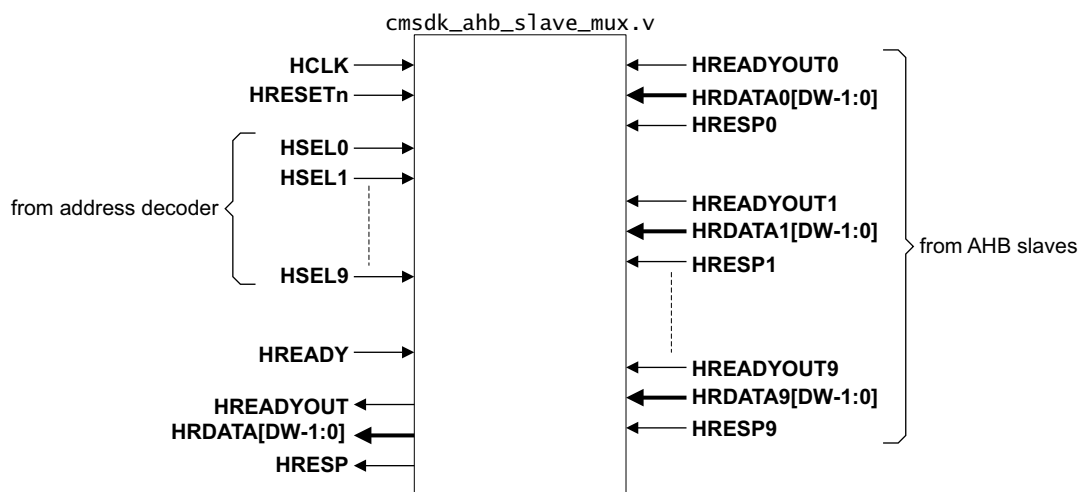 cmsdk_ahb_slave_mux.v
HCLK
HRESETn
HSEL0
HSEL1
from address decoder
HSEL9
HREADY
HREADYOUT
HRDATA[DW-1:0]
HRESP
HREADYOUT0
HRDATA0[DW-1:0]
HRESP0
HREADYOUT1
HRDATA1[DW-1:0]
HRESP1
from AHB slaves
HREADYOUT9
HRDATA9[DW-1:0]
HRESP9